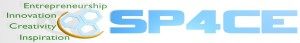 Entrepreneurship
Innovation
Creativity
Inspiration
SP4CE